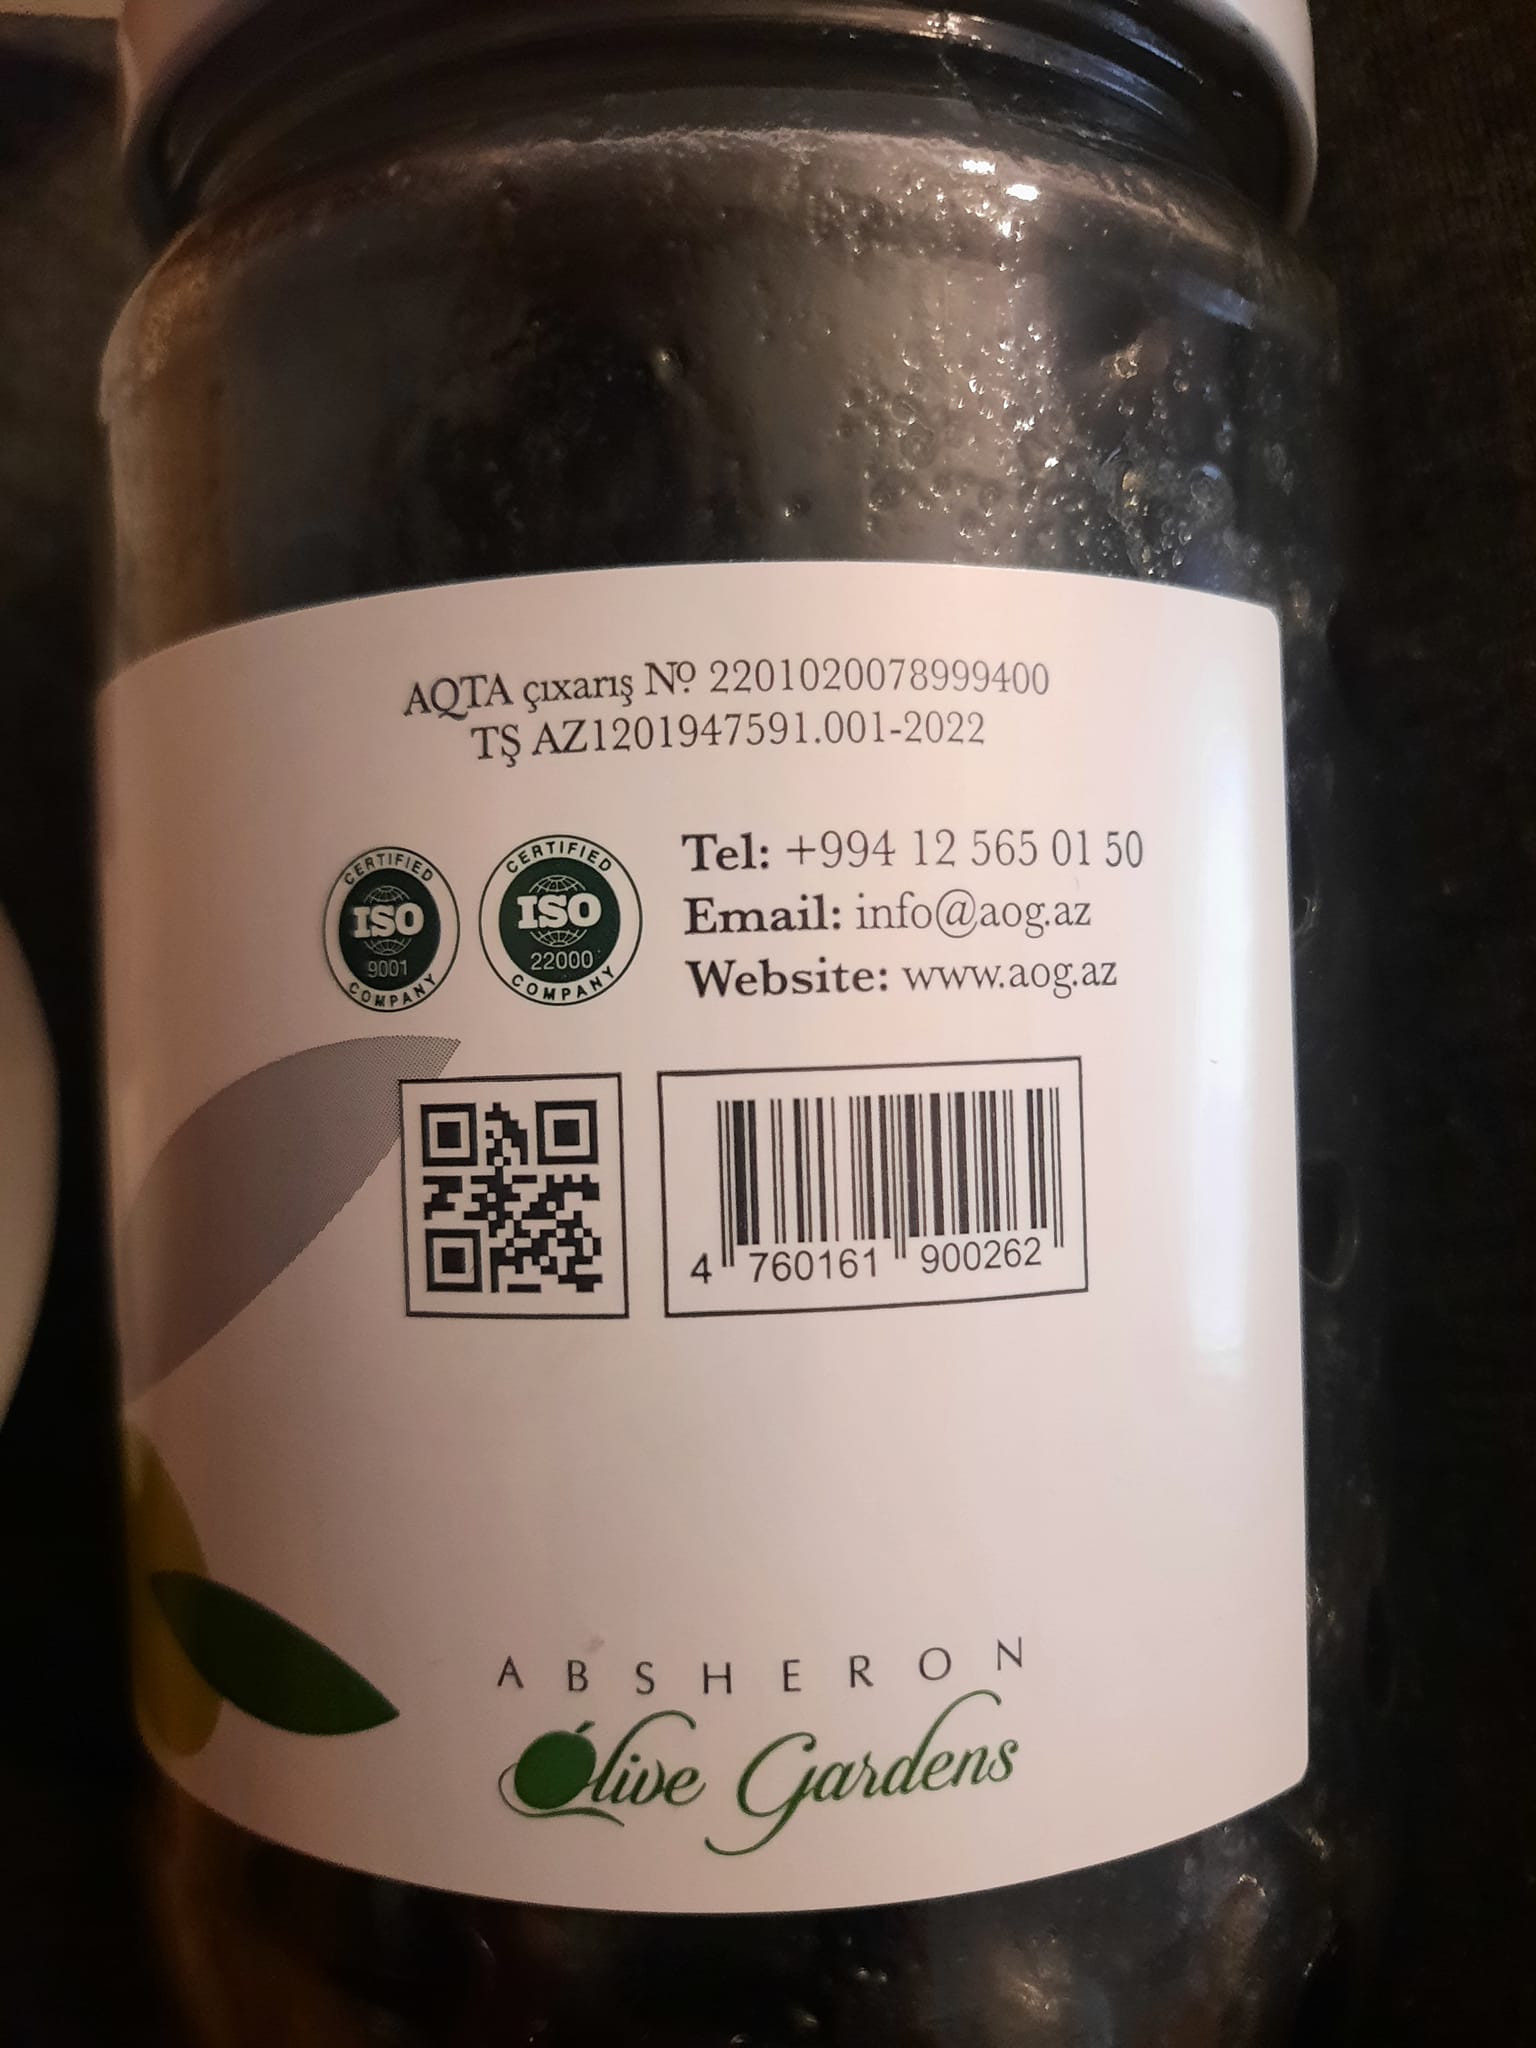 AQTA çıxarış № 2201020078999400
TŞ AZ1201947591.001-2022
CERTIFIED
ISO
9001
COMPANY
CERTIFIED
ISO
22000
COMPANY
Tel: +994 12 565 01 50
Email: info@aog.az
Website: www.aog.az
4 760161 900262
ABSHERON
Olive Gardens